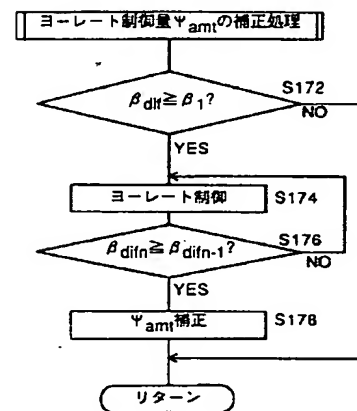 ヨーレート制御量Ψamtの補正処理
S172
βdif≧β1?
NO
YES
ヨーレート制御
S174
S176
βdifn≧βdifn-1?
NO
YES
Ψamt補正
S178
リターン